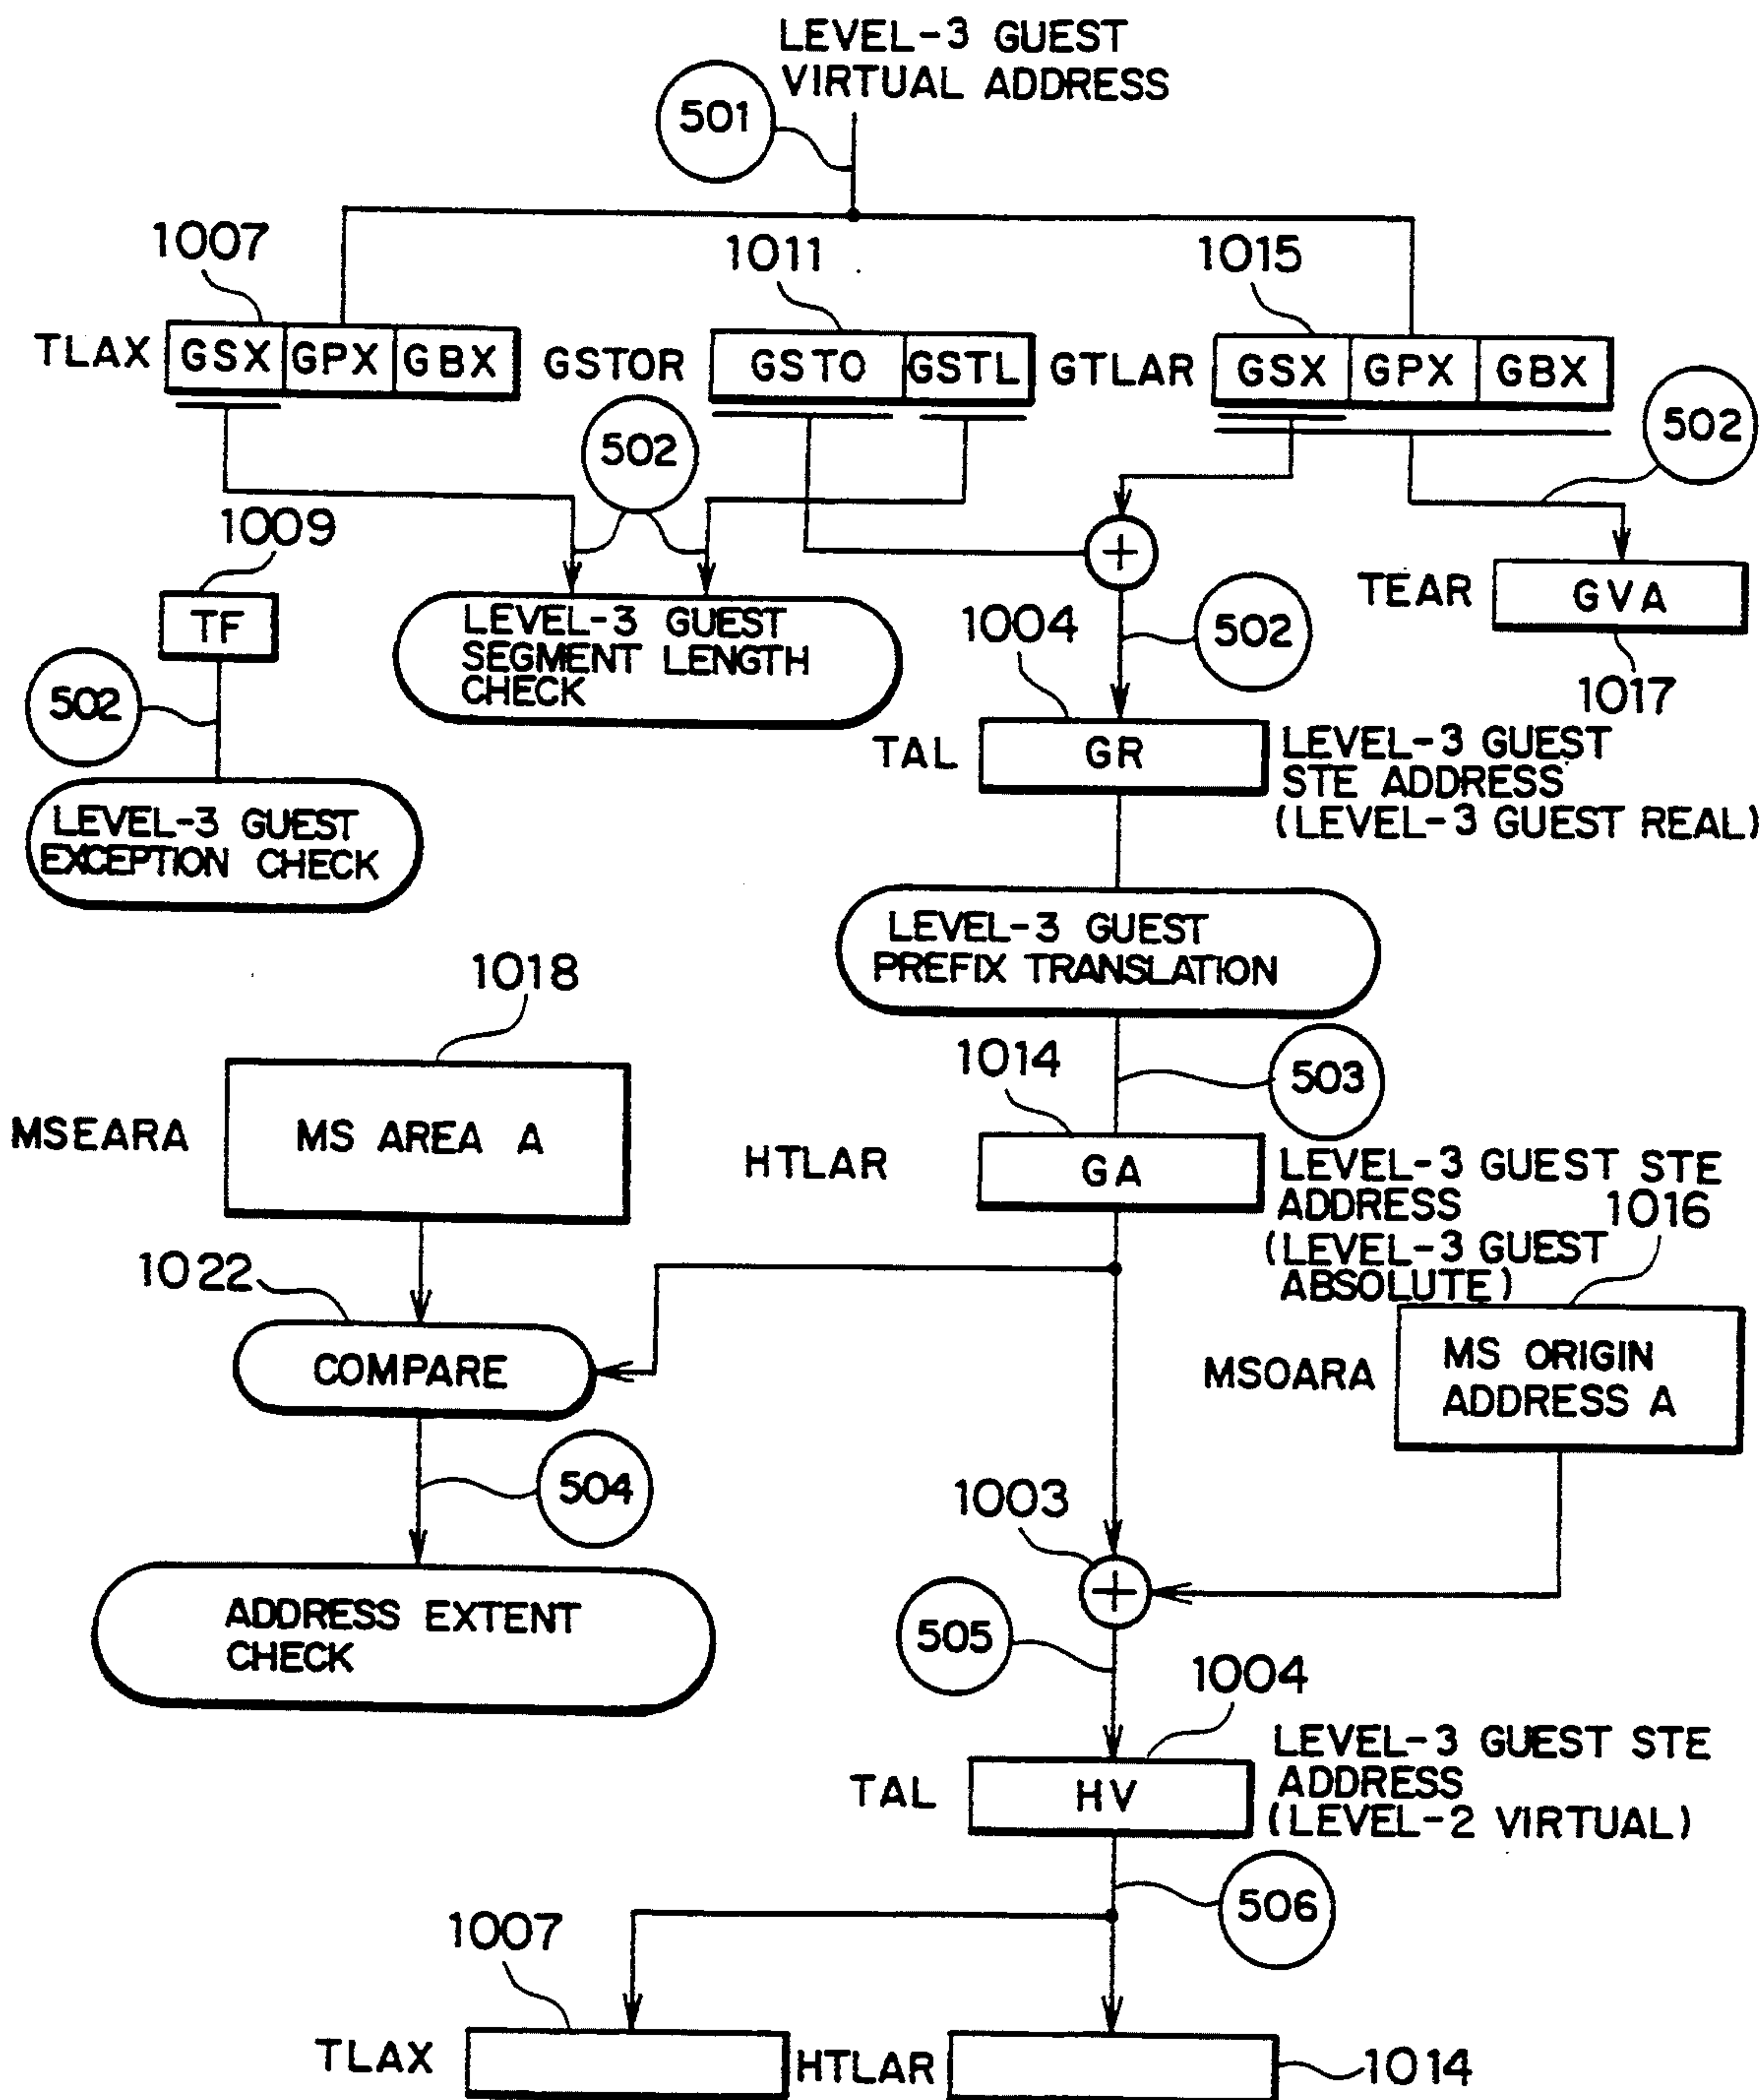 LEVEL-3 GUEST
VIRTUAL ADDRESS
501
1007
1011
1015
TLAX GSX GPX GBX GSTOR GSTO GSTL GTLAR GSX GPX GBX
502
502
1009
TF
LEVEL-3 GUEST
SEGMENT LENGTH
CHECK
TEAR GVA
1017
502
1004
502
TAL GR LEVEL-3 GUEST
STE ADDRESS
(LEVEL-3 GUEST REAL)
LEVEL-3 GUEST
EXCEPTION CHECK
LEVEL-3 GUEST
PREFIX TRANSLATION
1018
1014
503
MSEARA MS AREA A
HTLAR GA LEVEL-3 GUEST STE
ADDRESS
(LEVEL-3 GUEST
ABSOLUTE)
1016
1022
COMPARE
MSOARA MS ORIGIN
ADDRESS A
504
1003
505
ADDRESS EXTENT
CHECK
1004
TAL HV LEVEL-3 GUEST STE
ADDRESS
(LEVEL-2 VIRTUAL)
506
1007
TLAX HTLAR 1014